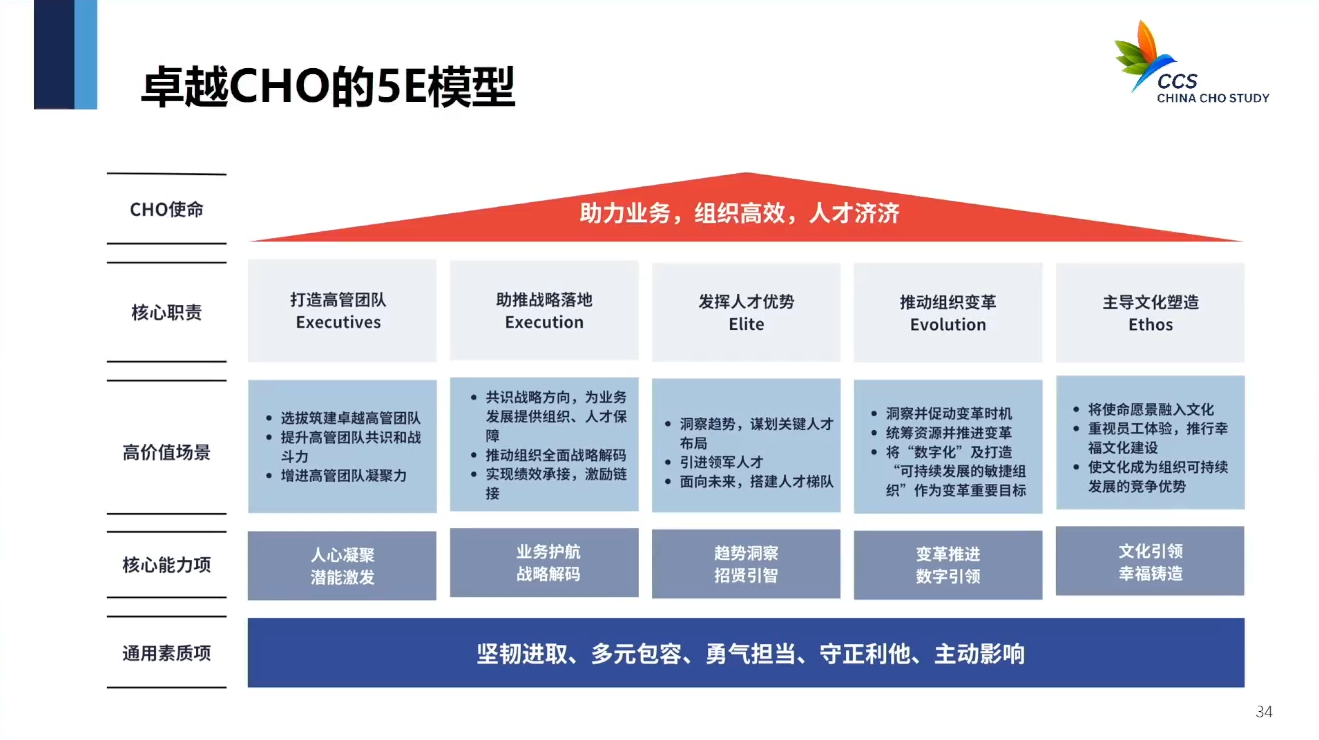 卓越CHO的5E模型
CCS
CHINA CHO STUDY
CHO使命
助力业务，组织高效，人才济济
核心职责
打造高管团队
Executives
助推战略落地
Execution
发挥人才优势
Elite
推动组织变革
Evolution
主导文化塑造
Ethos
高价值场景
• 选拔筑建卓越高管团队
• 提升高管团队共识和战
斗力
• 增进高管团队凝聚力
• 共识战略方向，为业务
发展提供组织、人才保
障
• 推动组织全面战略解码
• 实现绩效承接，激励链
接
• 洞察趋势，谋划关键人才
布局
• 引进领军人才
• 面向未来，搭建人才梯队
• 洞察并促动变革时机
• 统筹资源并推进变革
• 将“数字化”及打造
“可持续发展的敏捷组
织”作为变革重要目标
• 将使命愿景融入文化
• 重视员工体验，推行幸
福文化建设
• 使文化成为组织可持续
发展的竞争优势
核心能力项
人心凝聚
潜能激发
业务护航
战略解码
趋势洞察
招贤引智
变革推进
数字引领
文化引领
幸福铸造
通用素质项
坚韧进取、多元包容、勇气担当、守正利他、主动影响
34